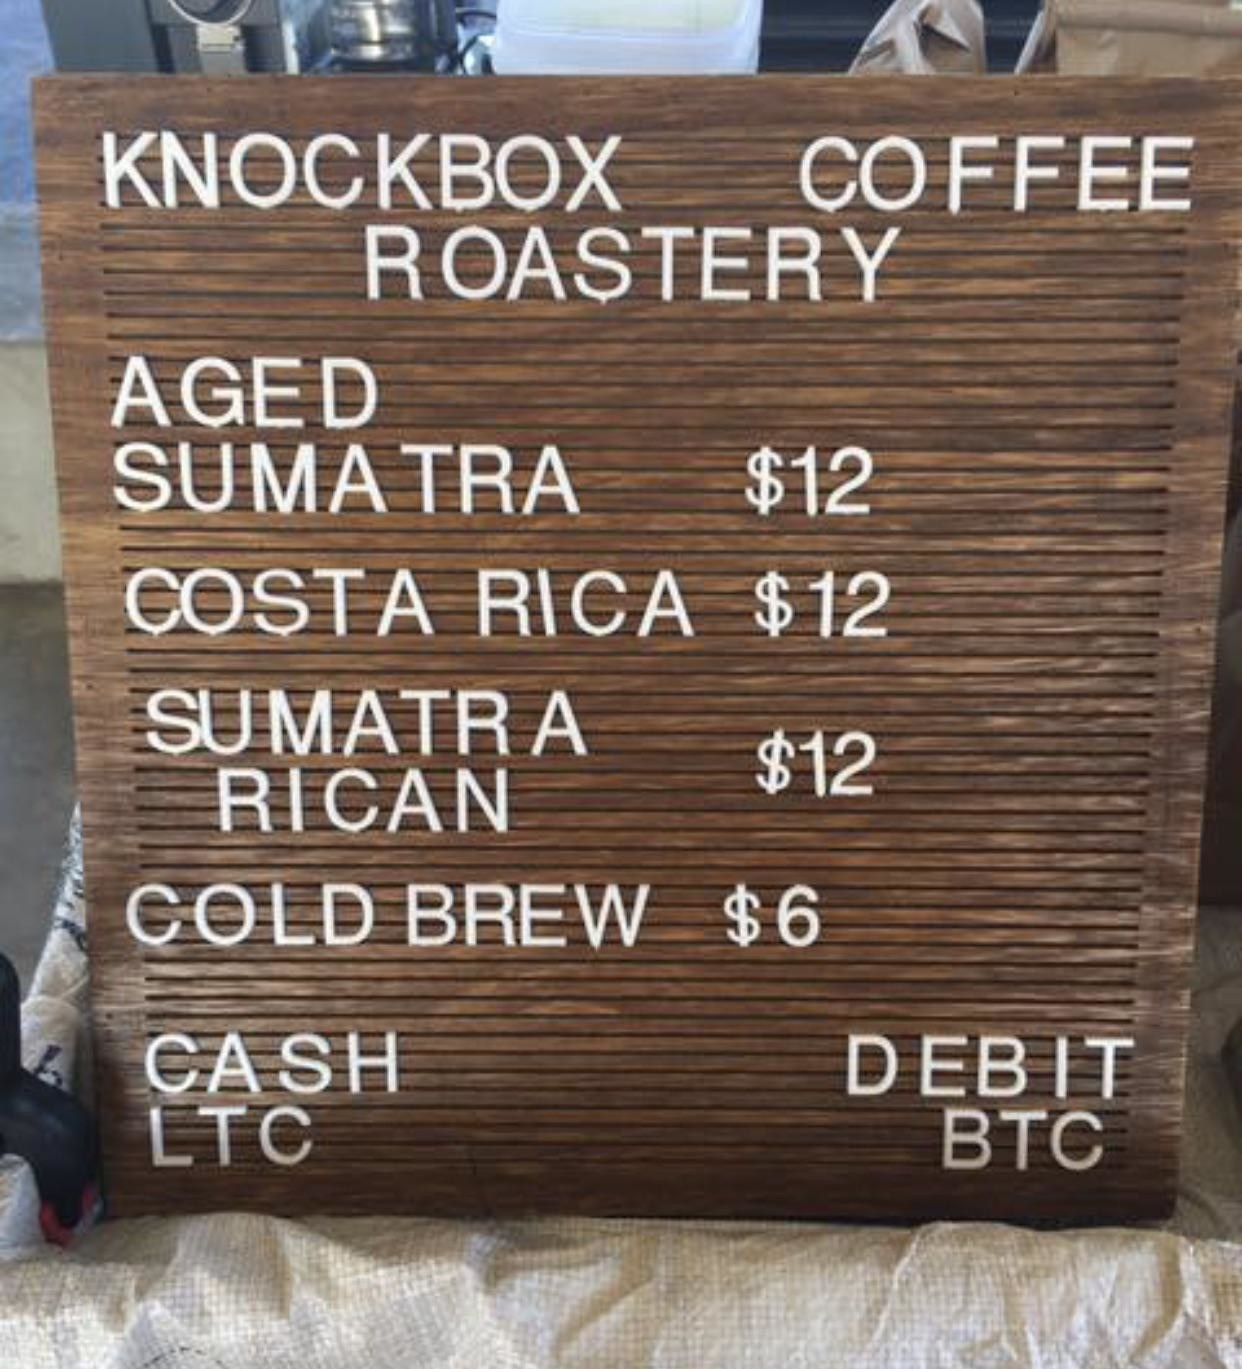 KNOCKBOX COFFEE
ROASTERY
AGED
SUMATRA $12
COSTA RICA $12
SUMATRA
RICAN $12
COLD BREW $6
CASH DEBIT
LTC BTC